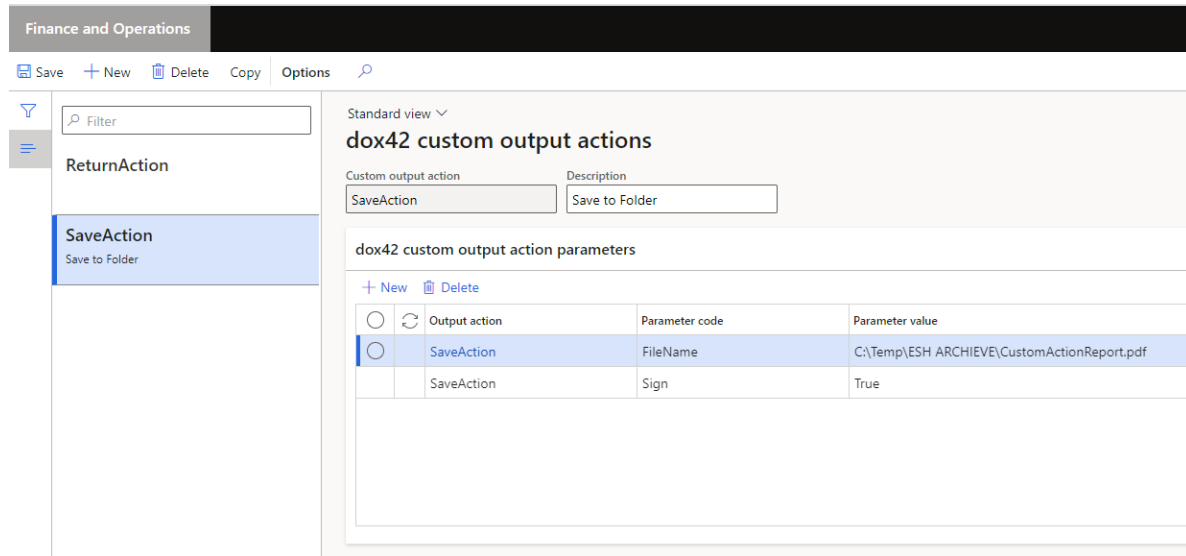 Finance and Operations
Save New Delete Copy Options
Filter
ReturnAction
SaveAction
Save to Folder
Standard view
dox42 custom output actions
Custom output action Description
SaveAction Save to Folder
dox42 custom output action parameters
New Delete
Output action Parameter code Parameter value
SaveAction FileName C:\Temp\ESH ARCHIEVE\CustomActionReport.pdf
SaveAction Sign True